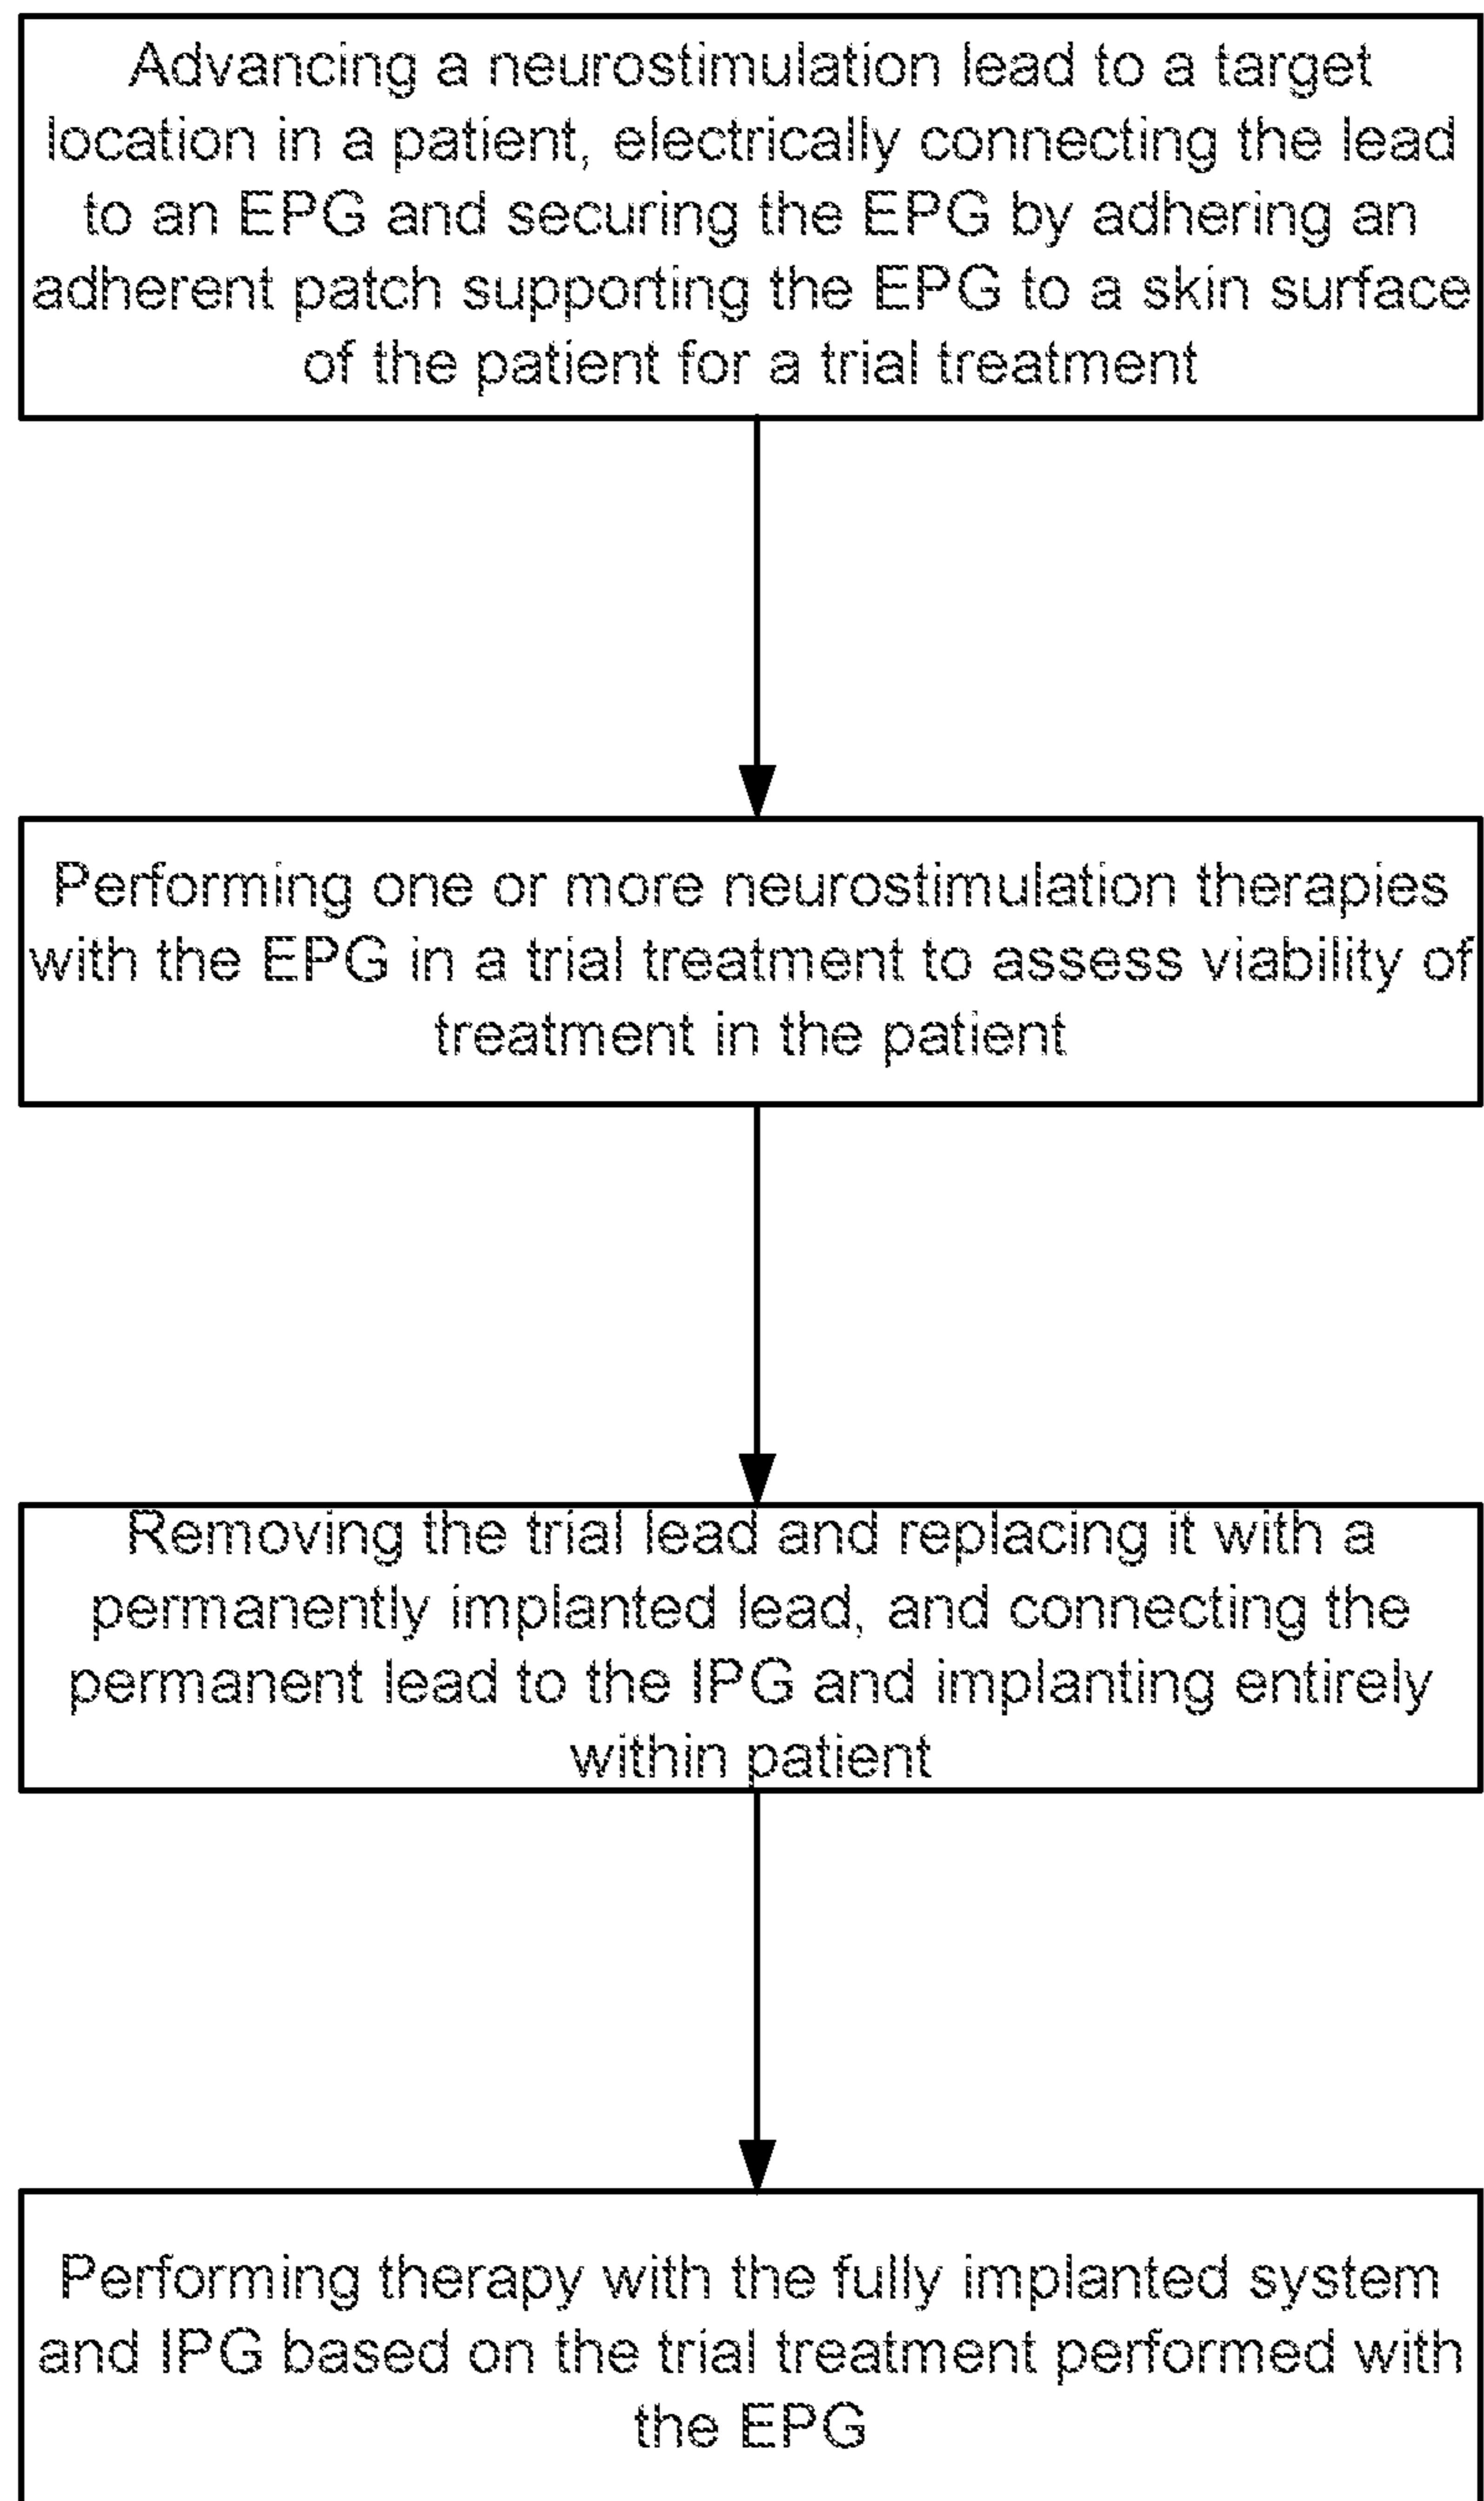 Advancing a neurostimulation lead to a target
location in a patient, electrically connecting the lead
to an EPG and securing the EPG by adhering an
adherent patch supporting the EPG to a skin surface
of the patient for a trial treatment
Performing one or more neurostimulation therapies
with the EPG in a trial treatment to assess viability of
treatment in the patient
Removing the trial lead and replacing it with a
permanently implanted lead, and connecting the
permanent lead to the IPG and implanting entirely
within patient
Performing therapy with the fully implanted system
and IPG based on the trial treatment performed with
the EPG